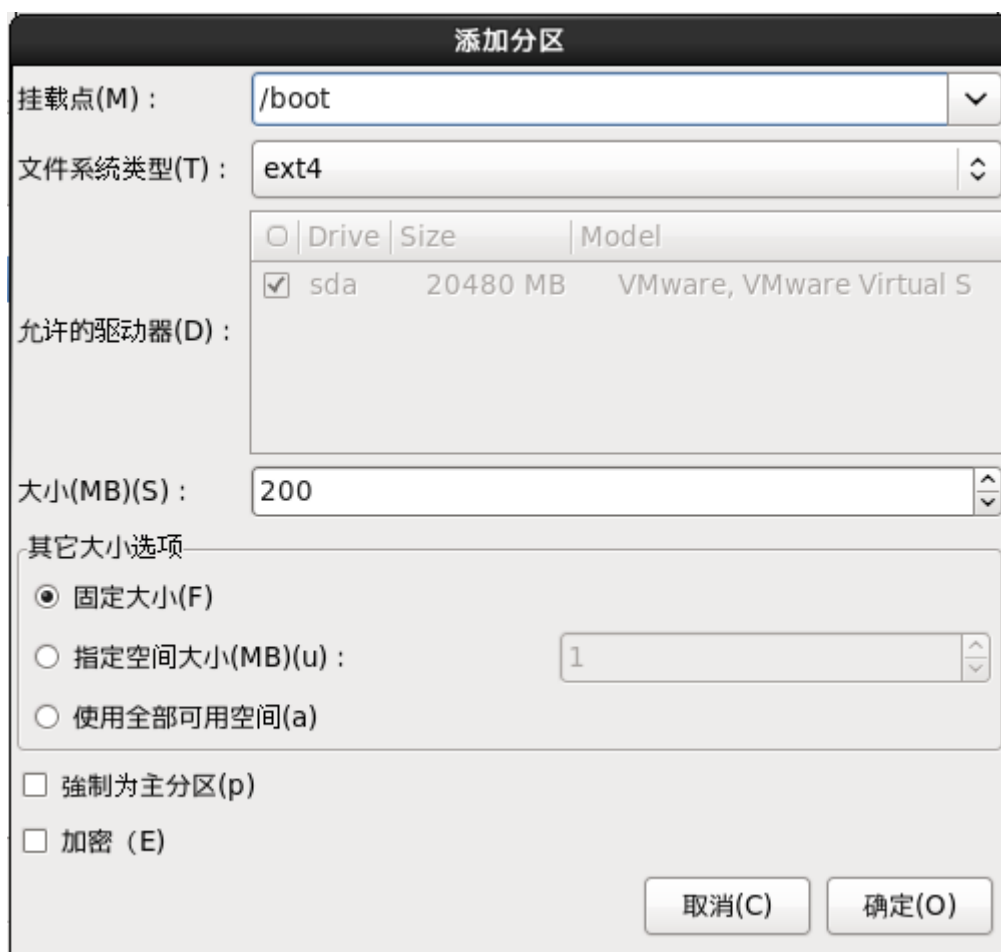 添加分区
挂载点(M)：
/boot
文件系统类型(T)：
ext4
Drive Size Model
sda 20480 MB VMware, VMware Virtual S
允许的驱动器(D)：
大小(MB)(S)：
200
其它大小选项
固定大小(F)
指定空间大小(MB)(u)：
1
使用全部可用空间(a)
強制为主分区(p)
加密（E)
取消(C) 确定(O)